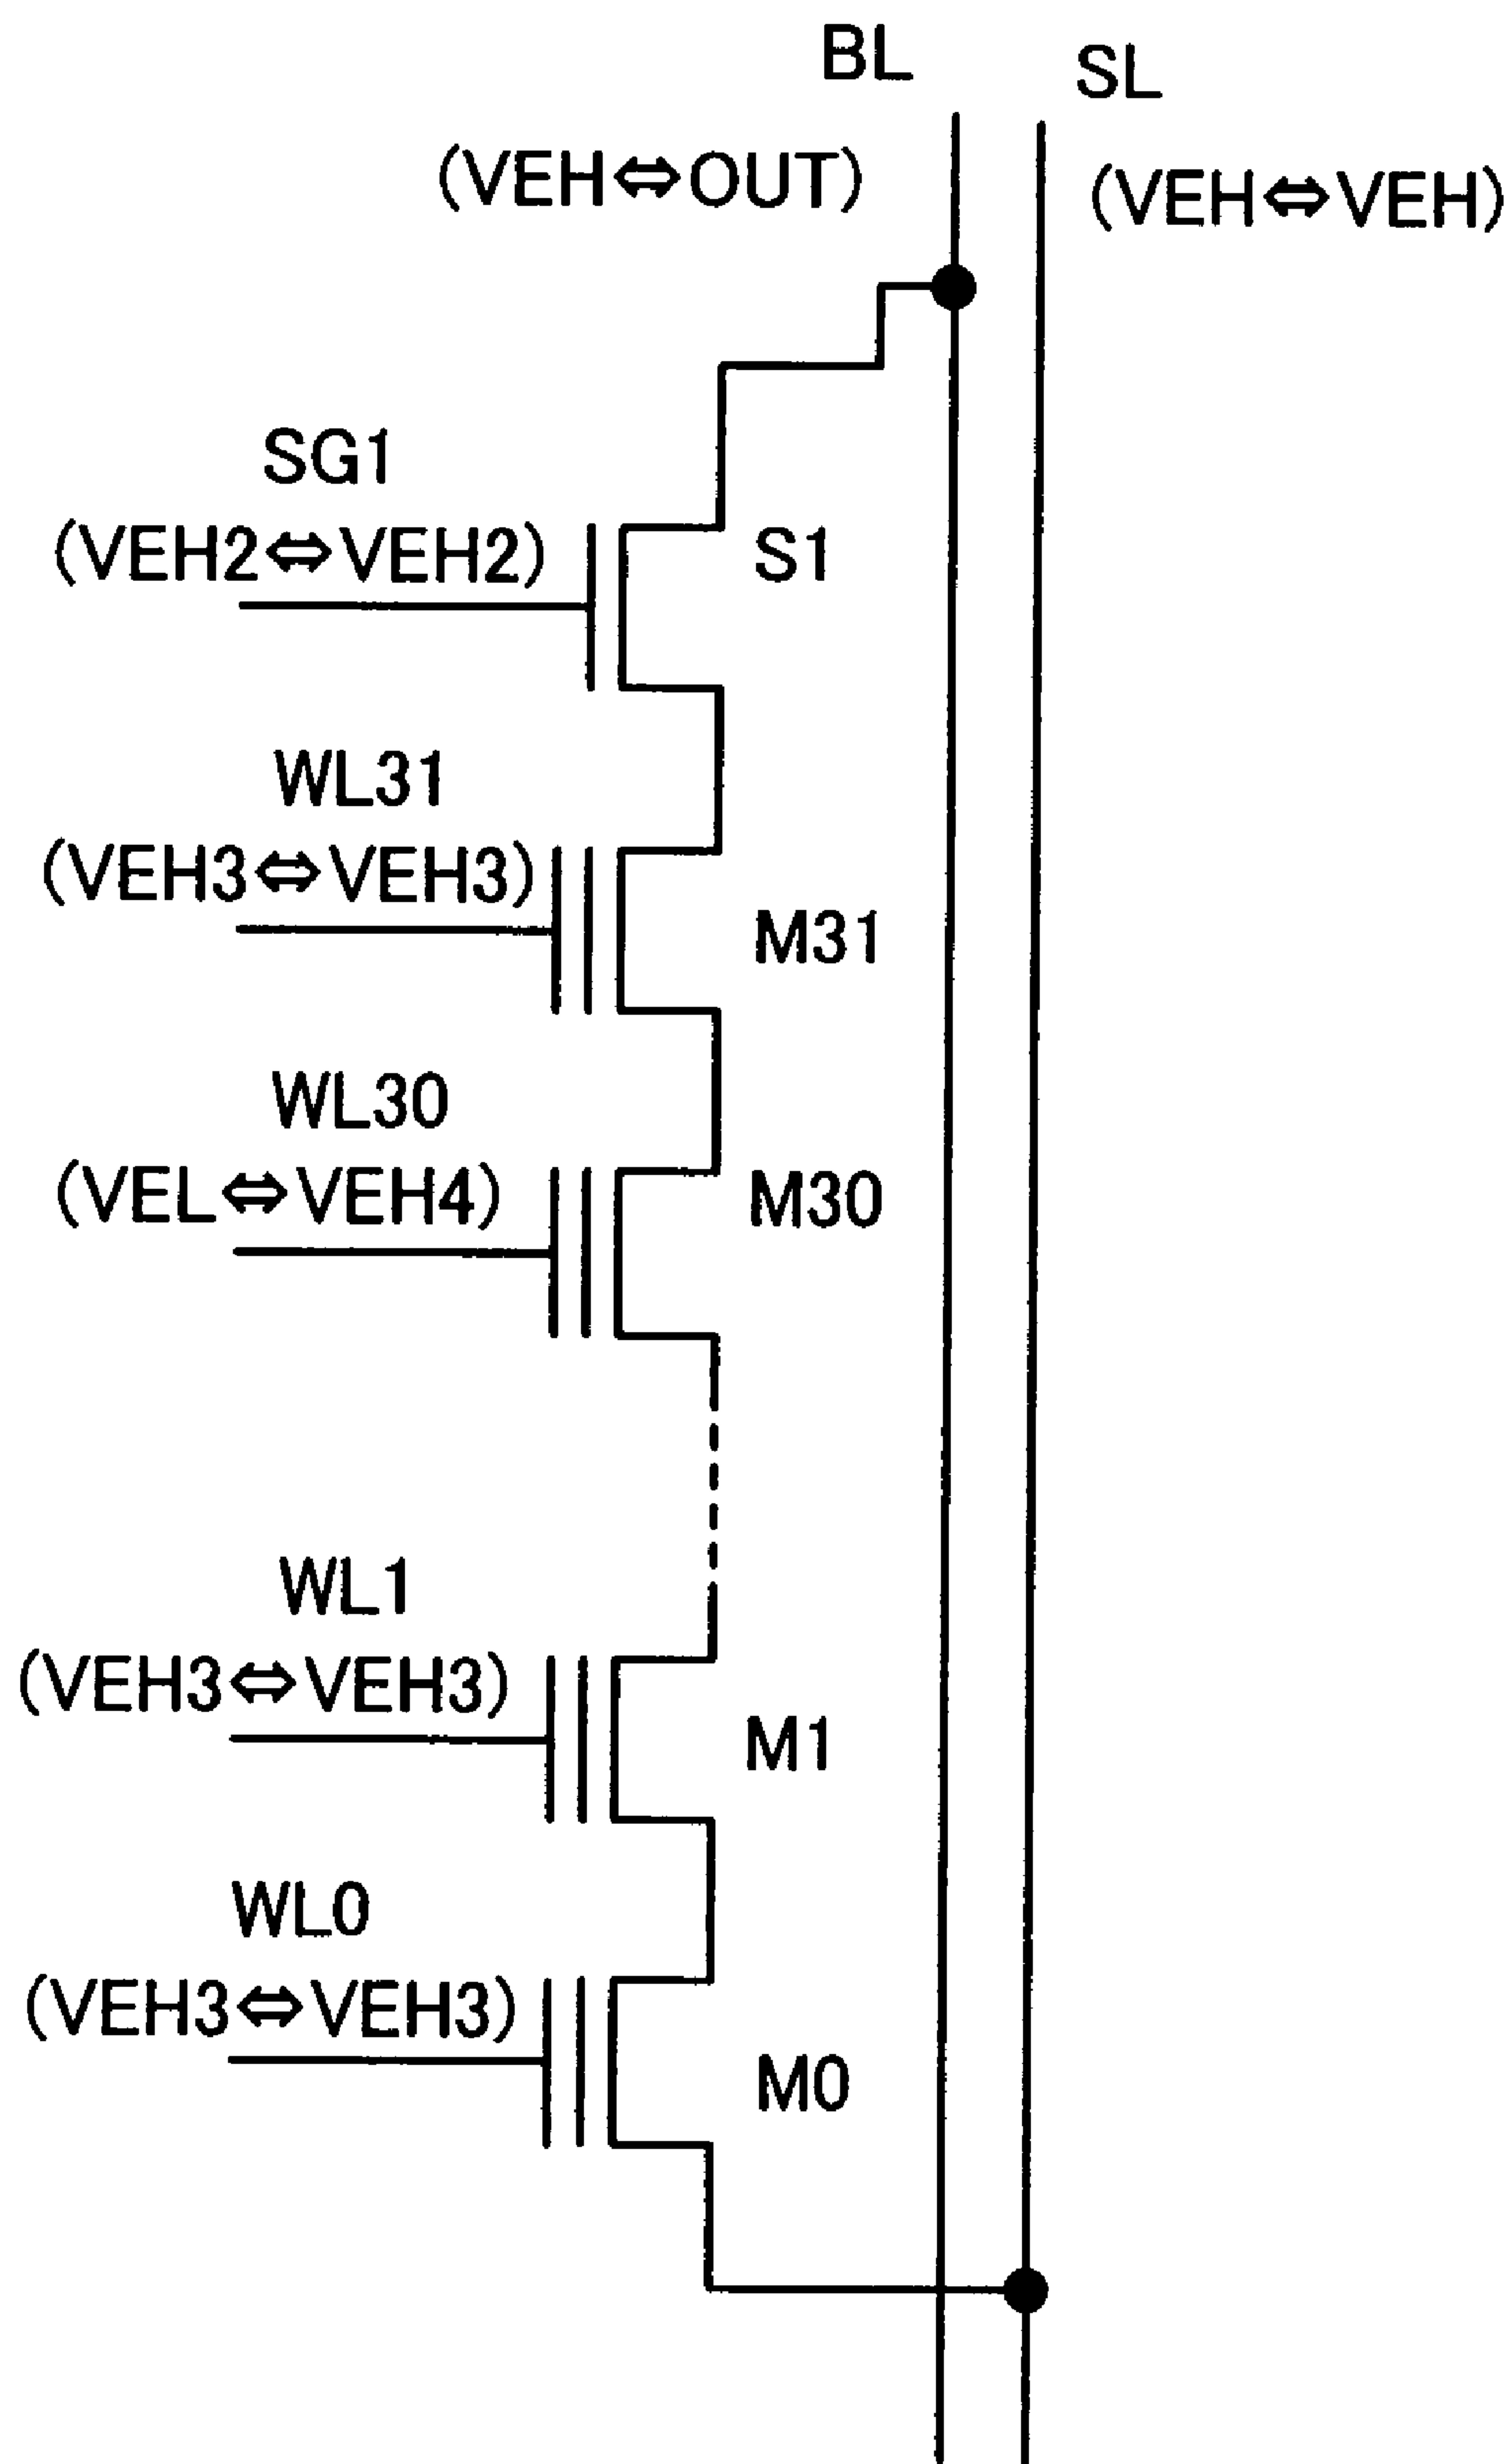 BL
SL
(VEH⇔OUT)
(VEH⇔VEH)
SG1
(VEH2⇔VEH2)
S1
WL31
(VEH3⇔VEH3)
M31
WL30
(VEL⇔VEH4)
M30
WL1
(VEH3⇔VEH3)
M1
WL0
(VEH3⇔VEH3)
M0